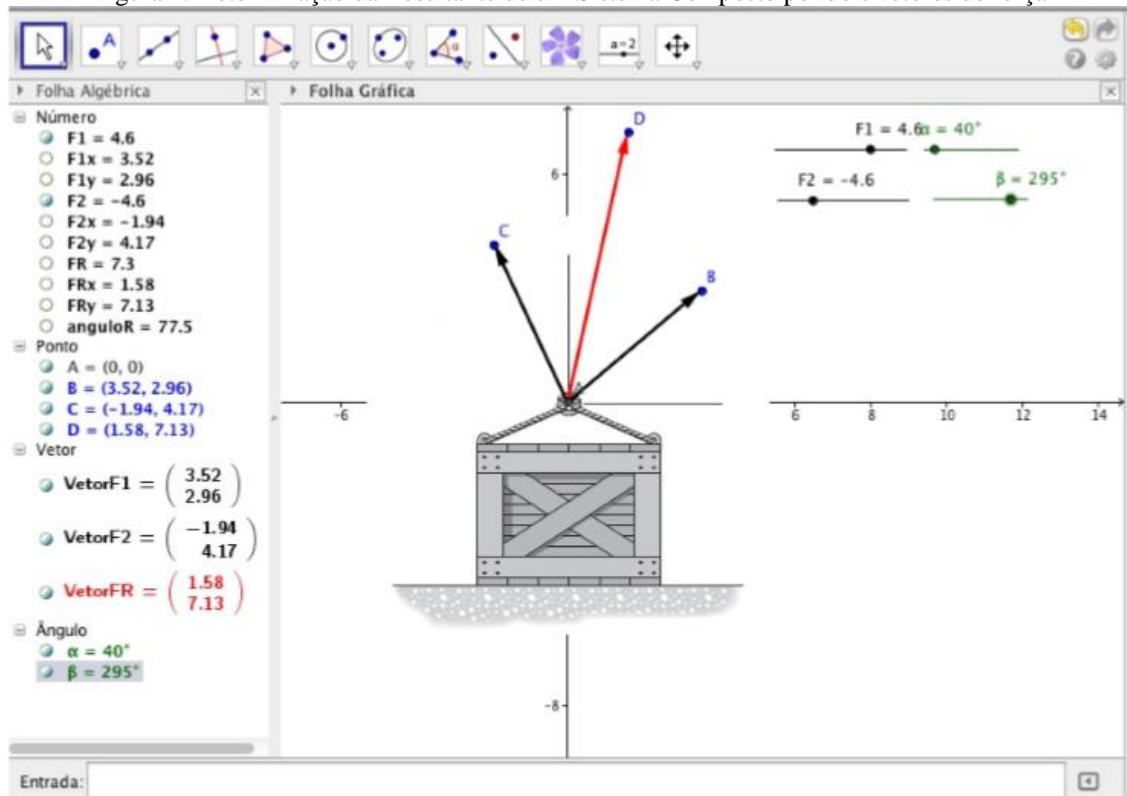 A
α
a=2
Folha Algébrica
Folha Gráfica
Número
F1 = 4.6
F1x = 3.52
F1y = 2.96
F2 = -4.6
F2x = -1.94
F2y = 4.17
FR = 7.3
FRx = 1.58
FRy = 7.13
anguloR = 77.5
Ponto
A = (0, 0)
B = (3.52, 2.96)
C = (-1.94, 4.17)
D = (1.58, 7.13)
Vetor
VetorF1 = ( 3.52
2.96 )
VetorF2 = ( -1.94
4.17 )
VetorFR = ( 1.58
7.13 )
Ângulo
α = 40°
β = 295°
D
F1 = 4.6 α = 40°
6
F2 = -4.6 β = 295°
C
B
A
-6 6 8 10 12 14
-8
Entrada: